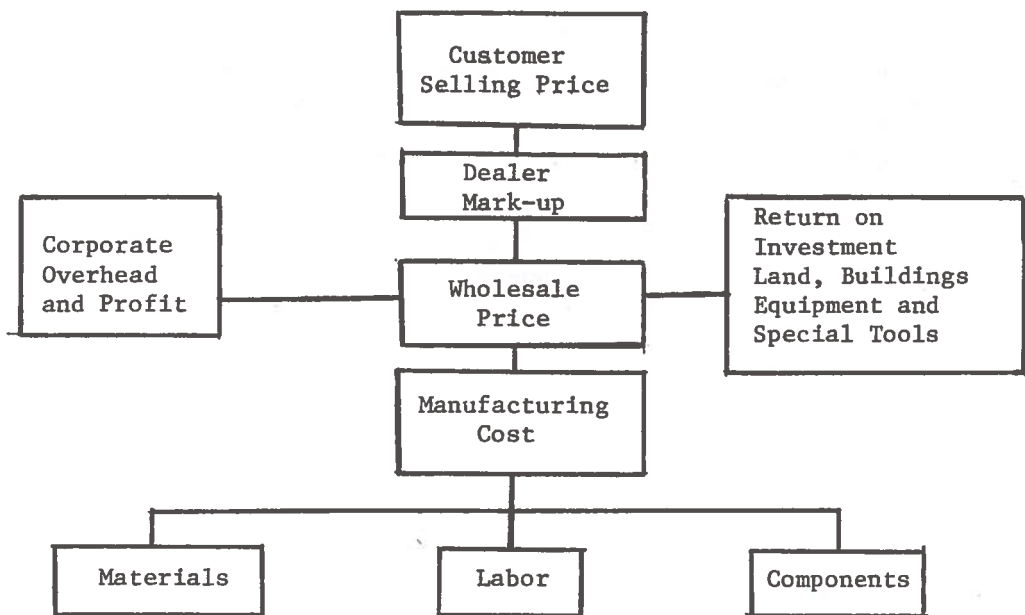 Customer
Selling Price
Dealer
Mark-up
Corporate
Overhead
and Profit
Wholesale
Price
Return on
Investment
Land, Buildings
Equipment and
Special Tools
Manufacturing
Cost
Materials
Labor
Components